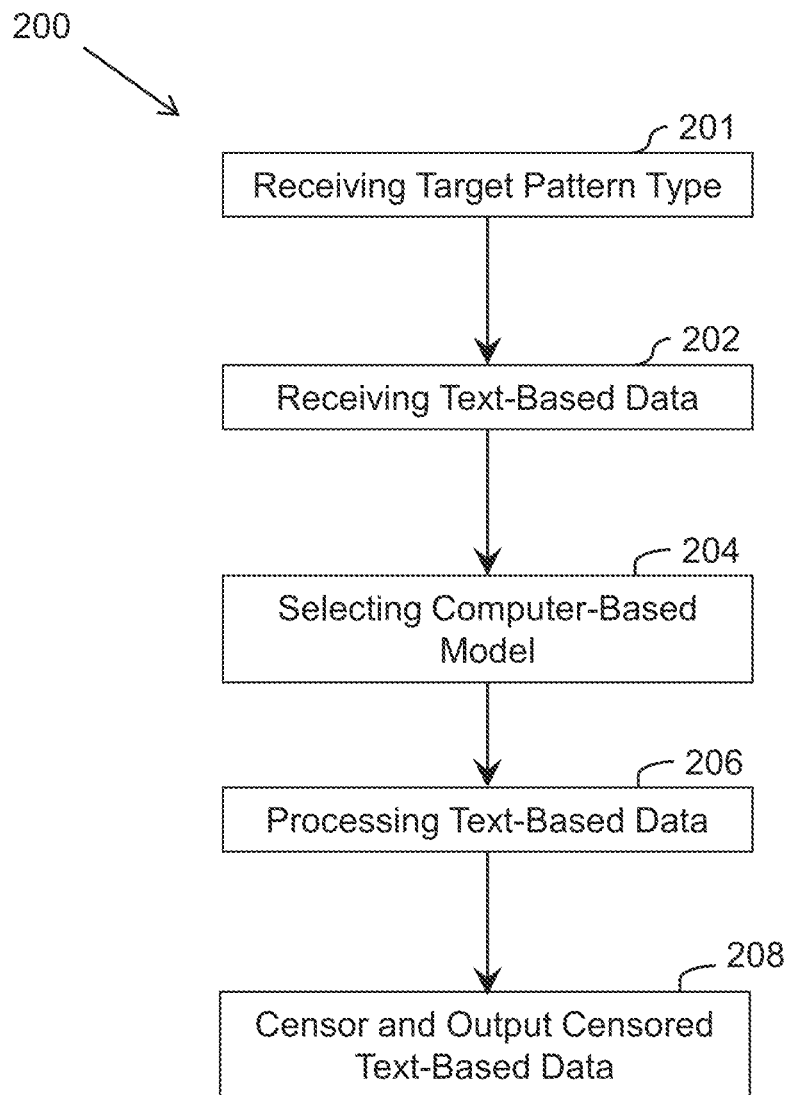 200
201
Receiving Target Pattern Type
202
Receiving Text-Based Data
204
Selecting Computer-Based
Model
206
Processing Text-Based Data
208
Censor and Output Censored
Text-Based Data